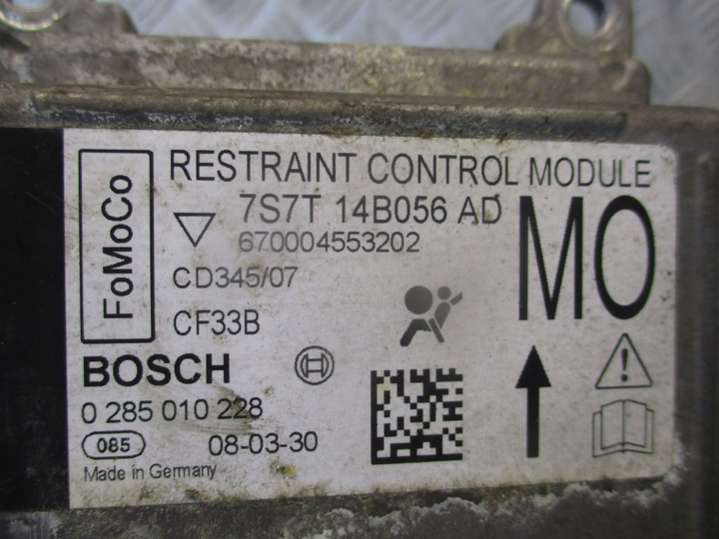 FoMoCo
RESTRAINT CONTROL MODULE
7S7T 14B056 AD
670004553202
MO
CD345/07
CF33B
BOSCH
0 285 010 228
085 08-03-30
Made in Germany